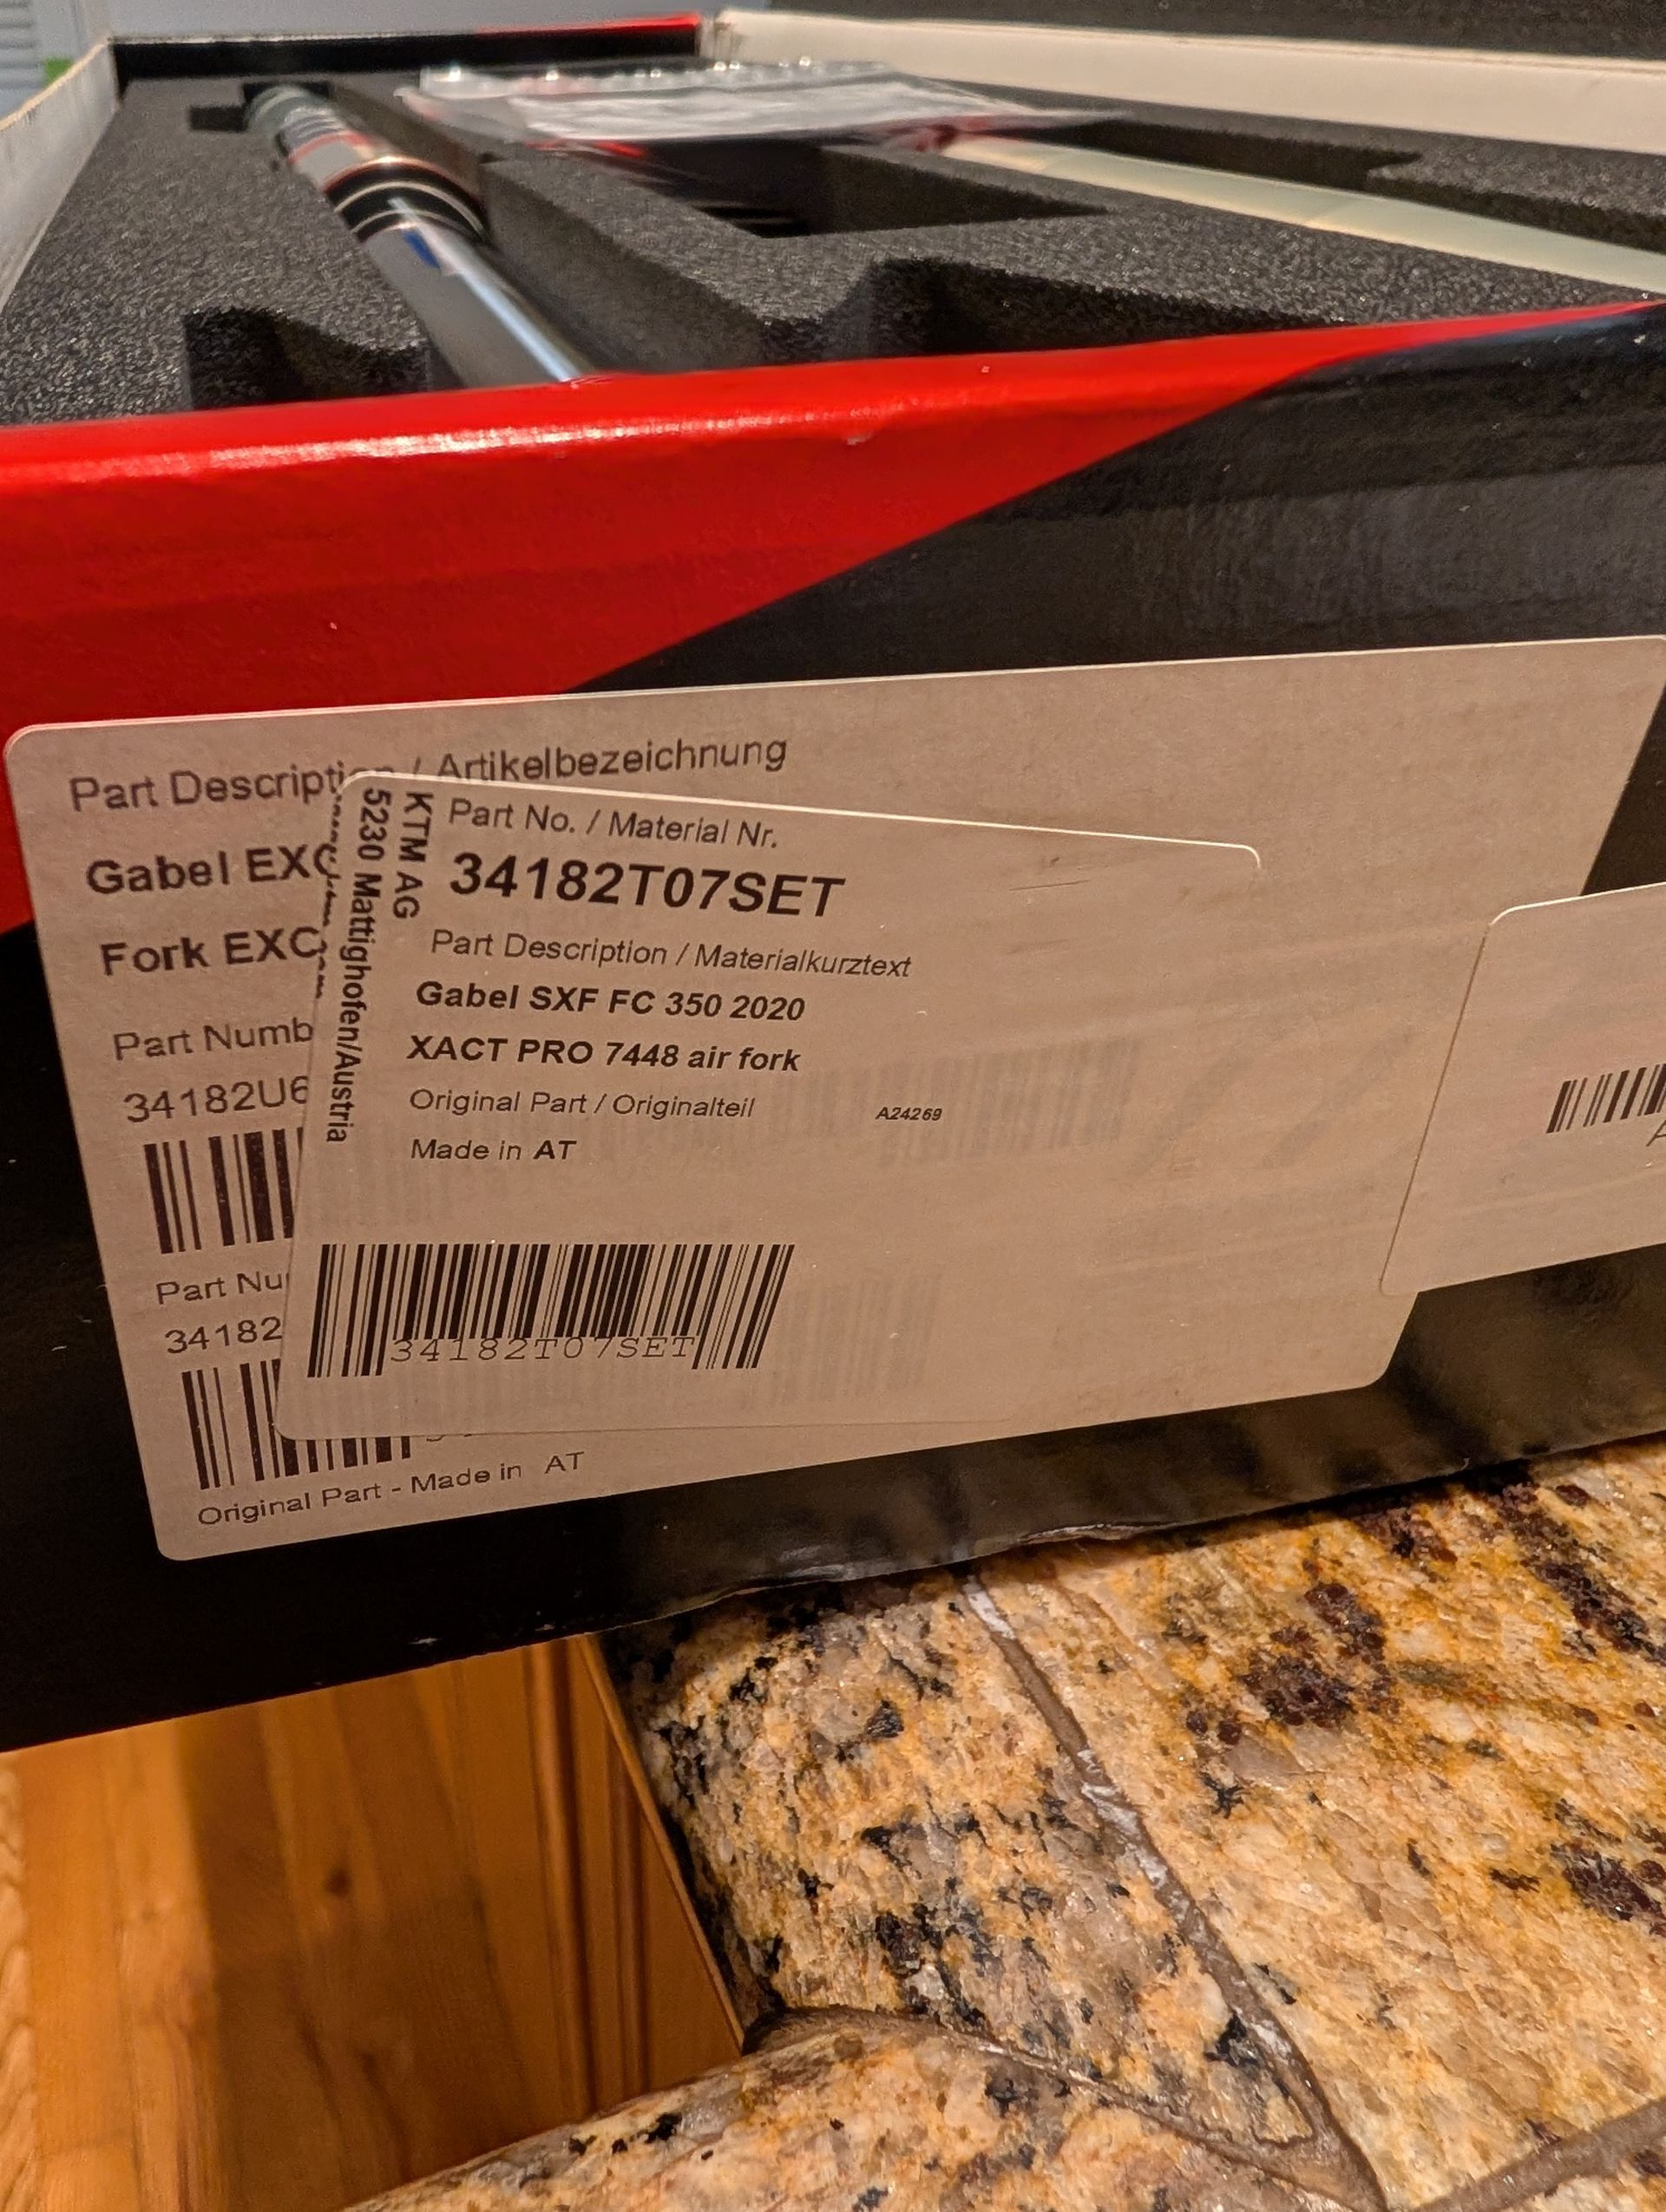 Part Description / Artikelbezeichnung
Gabel EXC
Fork EXC
Part Numb
34182U6
Part Nu
34182
Original Part - Made in AT
KTM AG
5230 Mattighofen/Austria
Part No. / Material Nr.
34182T07SET
Part Description / Materialkurztext
Gabel SXF FC 350 2020
XACT PRO 7448 air fork
Original Part / Originalteil A24269
Made in AT
34182T07SET